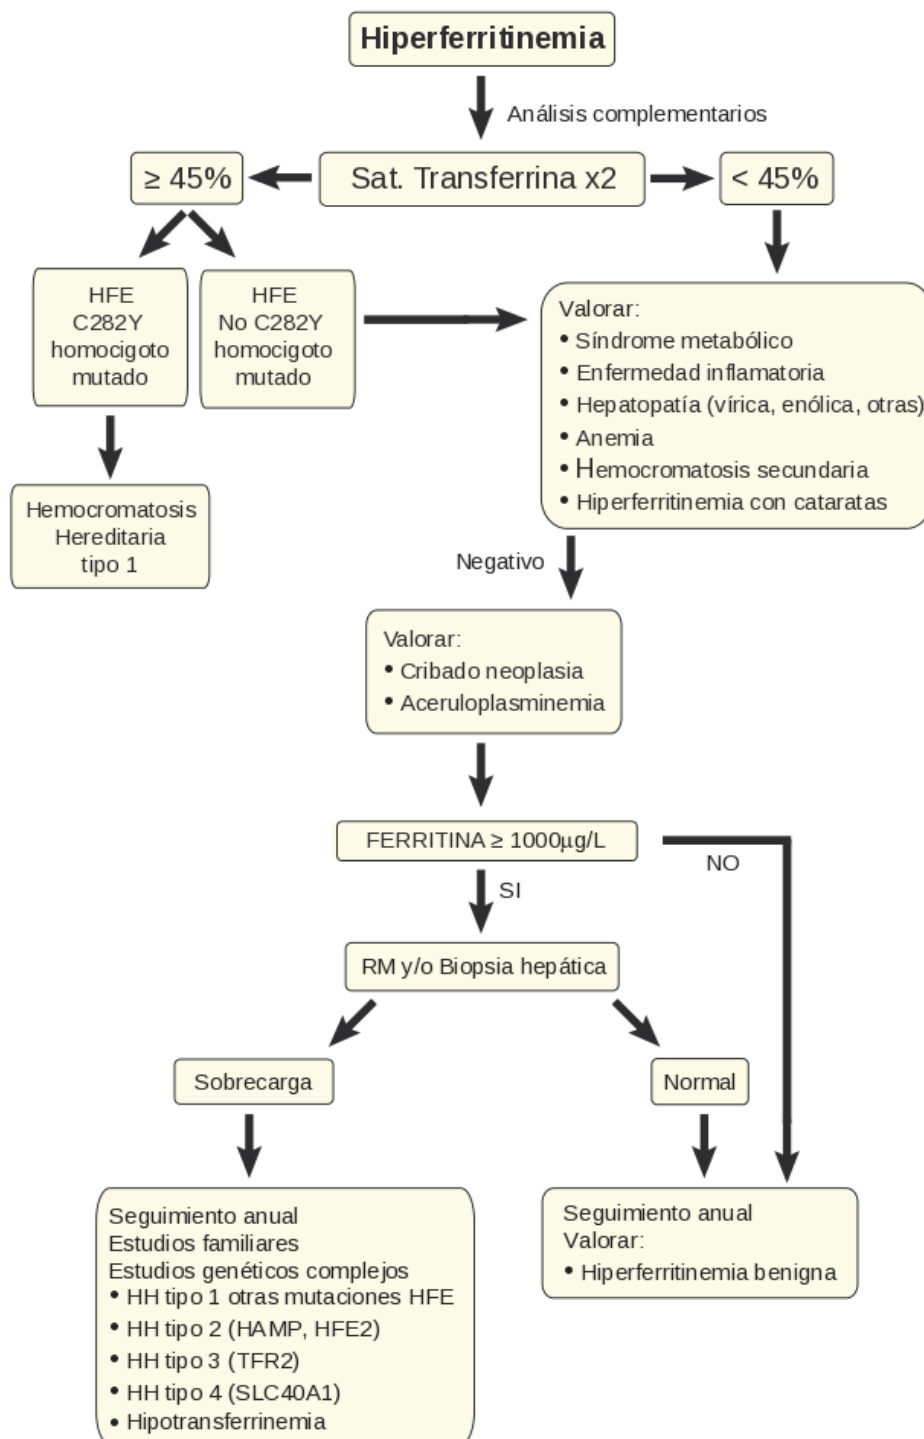 Hiperferritinemia
Análisis complementarios
≥ 45%
Sat. Transferrina x2
< 45%
HFE
C282Y
homocigoto
mutado
HFE
No C282Y
homocigoto
mutado
Valorar:
• Síndrome metabólico
• Enfermedad inflamatoria
• Hepatopatía (vírica, enólica, otras)
• Anemia
• Hemocromatosis secundaria
• Hiperferritinemia con cataratas
Hemocromatosis
Hereditaria
tipo 1
Negativo
Valorar:
• Cribado neoplasia
• Aceruloplasminemia
FERRITINA ≥ 1000µg/L
NO
SI
RM y/o Biopsia hepática
Sobrecarga
Normal
Seguimiento anual
Estudios familiares
Estudios genéticos complejos
• HH tipo 1 otras mutaciones HFE
• HH tipo 2 (HAMP, HFE2)
• HH tipo 3 (TFR2)
• HH tipo 4 (SLC40A1)
• Hipotransferrinemia
Seguimiento anual
Valorar:
• Hiperferritinemia benigna